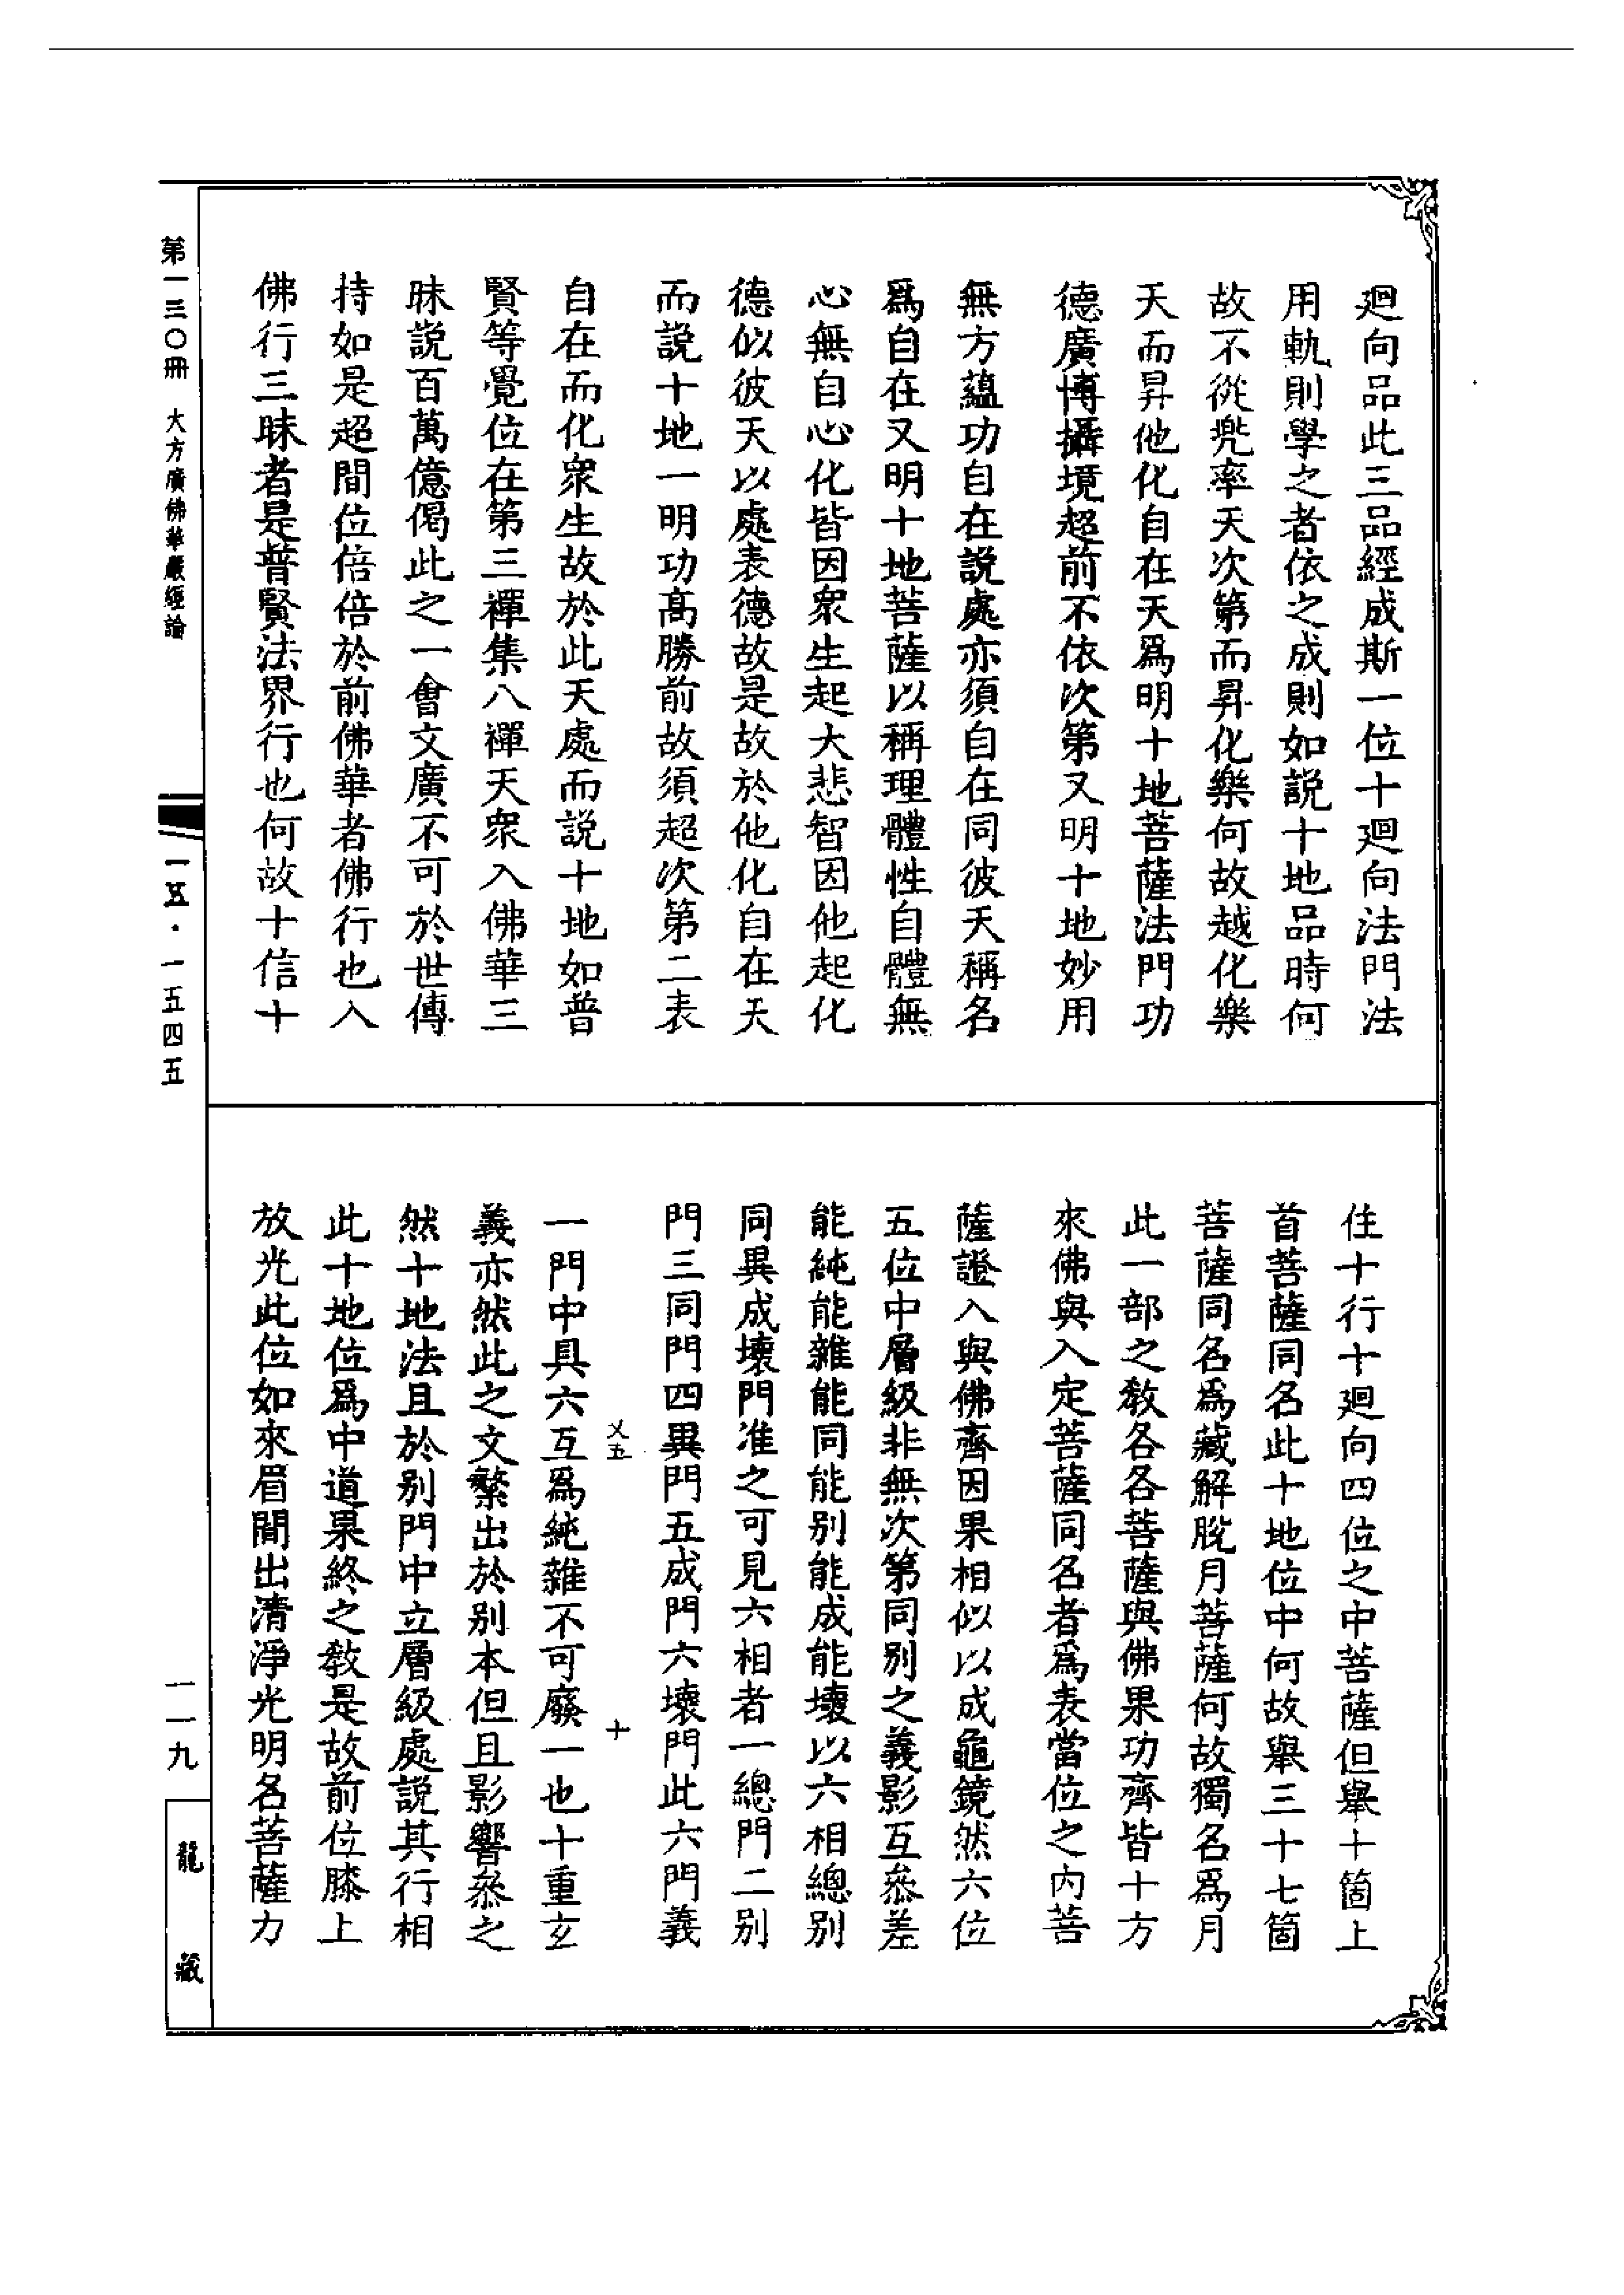 廻向品此三品經成斯一位十廻向法門法
用軌則學之者依之成則如説十地品時何
故不從兠率天次第而昇化樂何故越化樂
天而昇他化自在天爲明十地菩薩法門功
德廣博攝境超前不依次第又明十地妙用
無方蘊功自在説處亦須自在同彼天稱名
爲自在又明十地菩薩以稱理體性自體無
心無自心化皆因衆生起大悲智因他起化
德似彼天以處表德故是故於他化自在天
而説十地一明功髙勝前故須超次第二表
自在而化衆生故於此天處而説十地如普
賢等覺位在第三禪集八禪天衆入佛華三
昧説百萬億偈此之一會文廣不可於世傳
持如是超間位倍倍於前佛華者佛行也入
佛行三昧者是普賢法界行也何故十信十
住十行十廻向四位之中菩薩但舉十箇上
首菩薩同名此十地位中何故舉三十七箇
菩薩同名爲藏解脫月菩薩何故獨名爲月
此一部之教各各菩薩與佛果功齊皆十方
來佛與入定菩薩同名者爲表當位之内菩
薩證入與佛齊因果相似以成龜鏡然六位
五位中層級非無次第同别之義影互叅差
能純能雜能同能别能成能壞以六相總别
同異成壞門准之可見六相者一總門二别
門三同門四異門五成門六壞門此六門義
乂五 十
一門中具六互爲純雜不可廢一也十重玄
義亦然此之文繁出於别本但且影響叅之
然十地法且於别門中立層級處説其行相
此十地位爲中道果終之教是故前位膝上
放光此位如來眉間出清淨光明名菩薩力
第一三〇冊 大方廣佛華嚴經論
一五·一五四五
一一九
龍藏